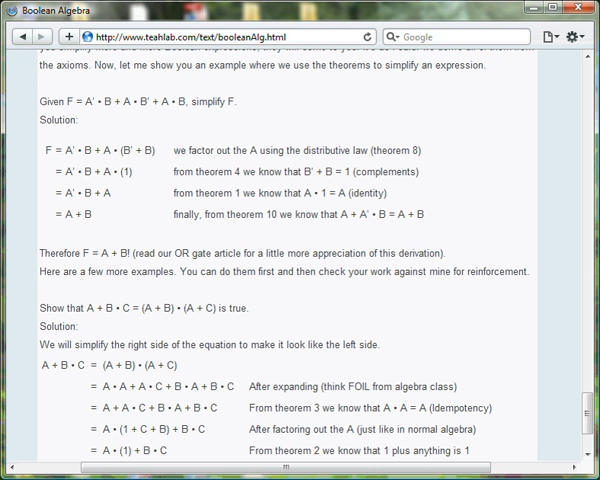 Boolean Algebra
http://www.teahlab.com/text/booleanAlg.html
Google
the axioms. Now, let me show you an example where we use the theorems to simplify an expression.
Given F = A' • B + A • B' + A • B, simplify F.
Solution:
F = A' • B + A • (B' + B) we factor out the A using the distributive law (theorem 8)
= A' • B + A • (1) from theorem 4 we know that B' + B = 1 (complements)
= A' • B + A from theorem 1 we know that A • 1 = A (identity)
= A + B finally, from theorem 10 we know that A + A' • B = A + B
Therefore F = A + B! (read our OR gate article for a little more appreciation of this derivation).
Here are a few more examples. You can do them first and then check your work against mine for reinforcement.
Show that A + B • C = (A + B) • (A + C) is true.
Solution:
We will simplify the right side of the equation to make it look like the left side.
A + B • C = (A + B) • (A + C)
= A • A + A • C + B • A + B • C After expanding (think FOIL from algebra class)
= A + A • C + B • A + B • C From theorem 3 we know that A • A = A (Idempotency)
= A • (1 + C + B) + B • C After factoring out the A (just like in normal algebra)
= A • (1) + B • C From theorem 2 we know that 1 plus anything is 1